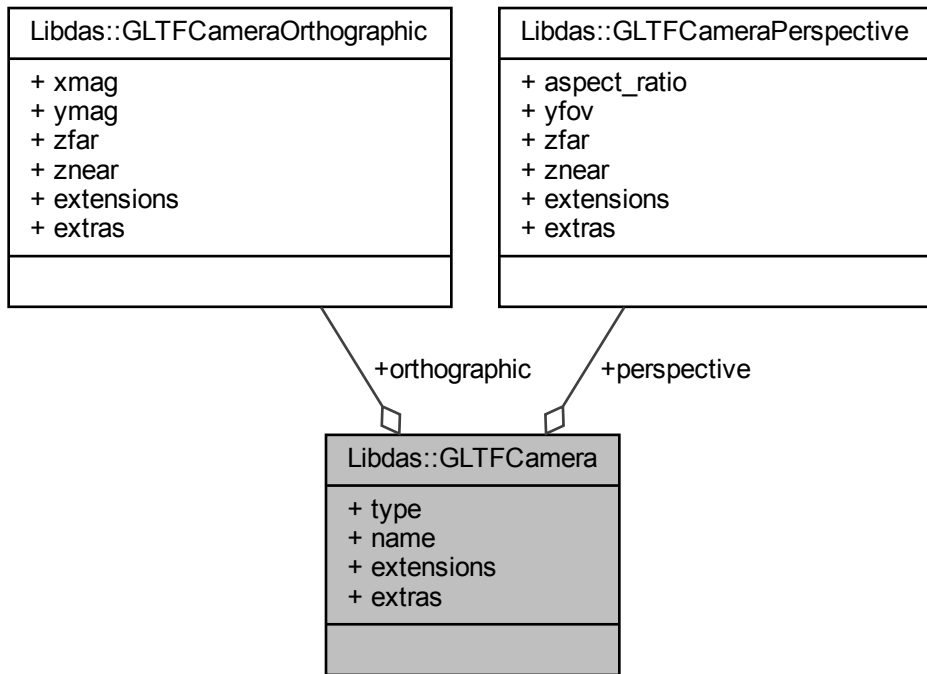 Libdas::GLTFCameraOrthographic
+ xmag
+ ymag
+ zfar
+ znear
+ extensions
+ extras
Libdas::GLTFCameraPerspective
+ aspect_ratio
+ yfov
+ zfar
+ znear
+ extensions
+ extras
+orthographic
+perspective
Libdas::GLTFCamera
+ type
+ name
+ extensions
+ extras